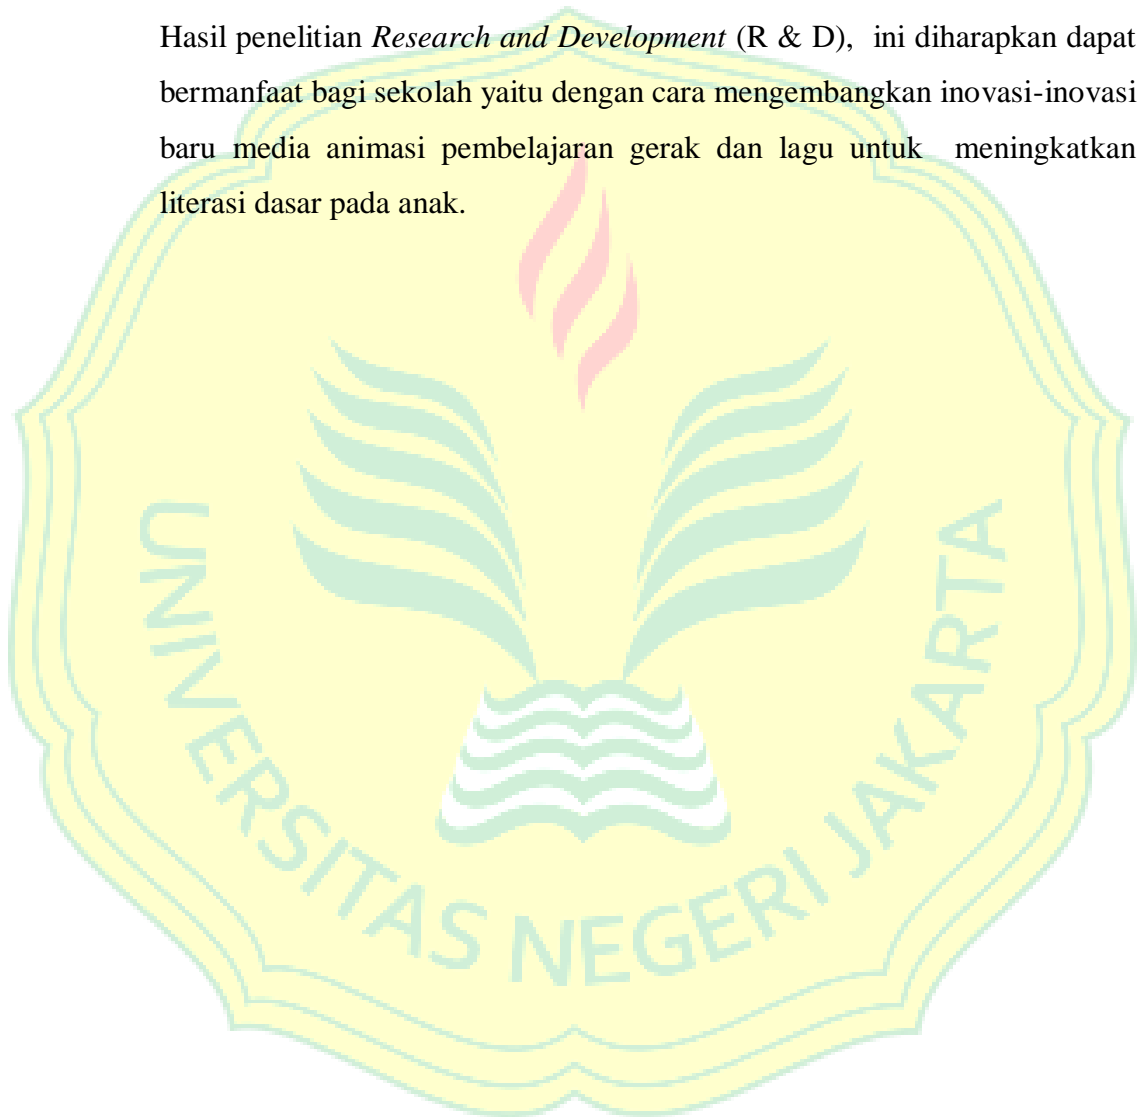 Hasil penelitian Research and Development (R & D), ini diharapkan dapat
bermanfaat bagi sekolah yaitu dengan cara mengembangkan inovasi-inovasi
baru media animasi pembelajaran gerak dan lagu untuk meningkatkan
literasi dasar pada anak.
UNIVERSITAS NEGERI JAKARTA